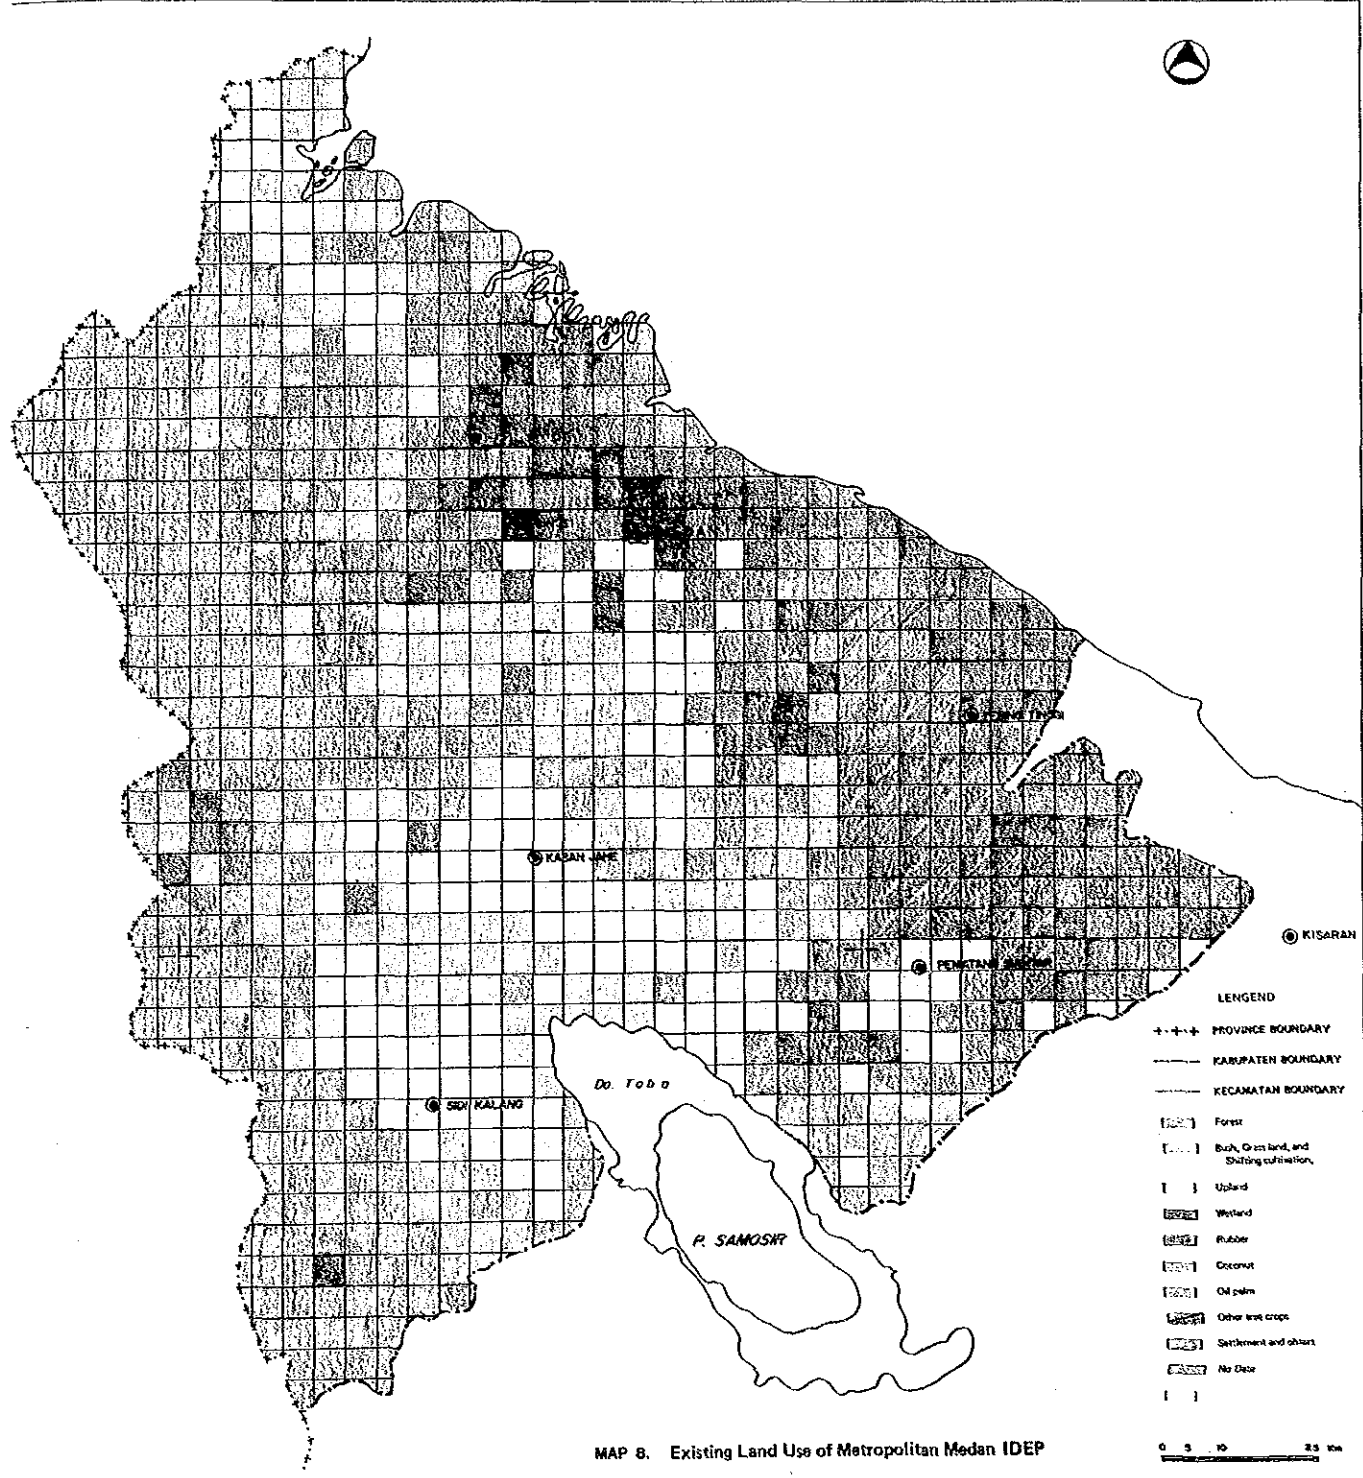 KABAN JAHE
KISARAN
LENGEND
PROVINCE BOUNDARY
KABUPATEN BOUNDARY
KECAMATAN BOUNDARY
Do. Toba
SIDI KALANG
Forest
Bush, Grass land, and
Shifting cultivation,
Upland
Wetland
Rubber
Coconut
P. SAMOSIR
Oil palm
Other tree crops
Settlement and others
No Data
MAP 8. Existing Land Use of Metropolitan Medan IDEP
0 5 10 25 Km